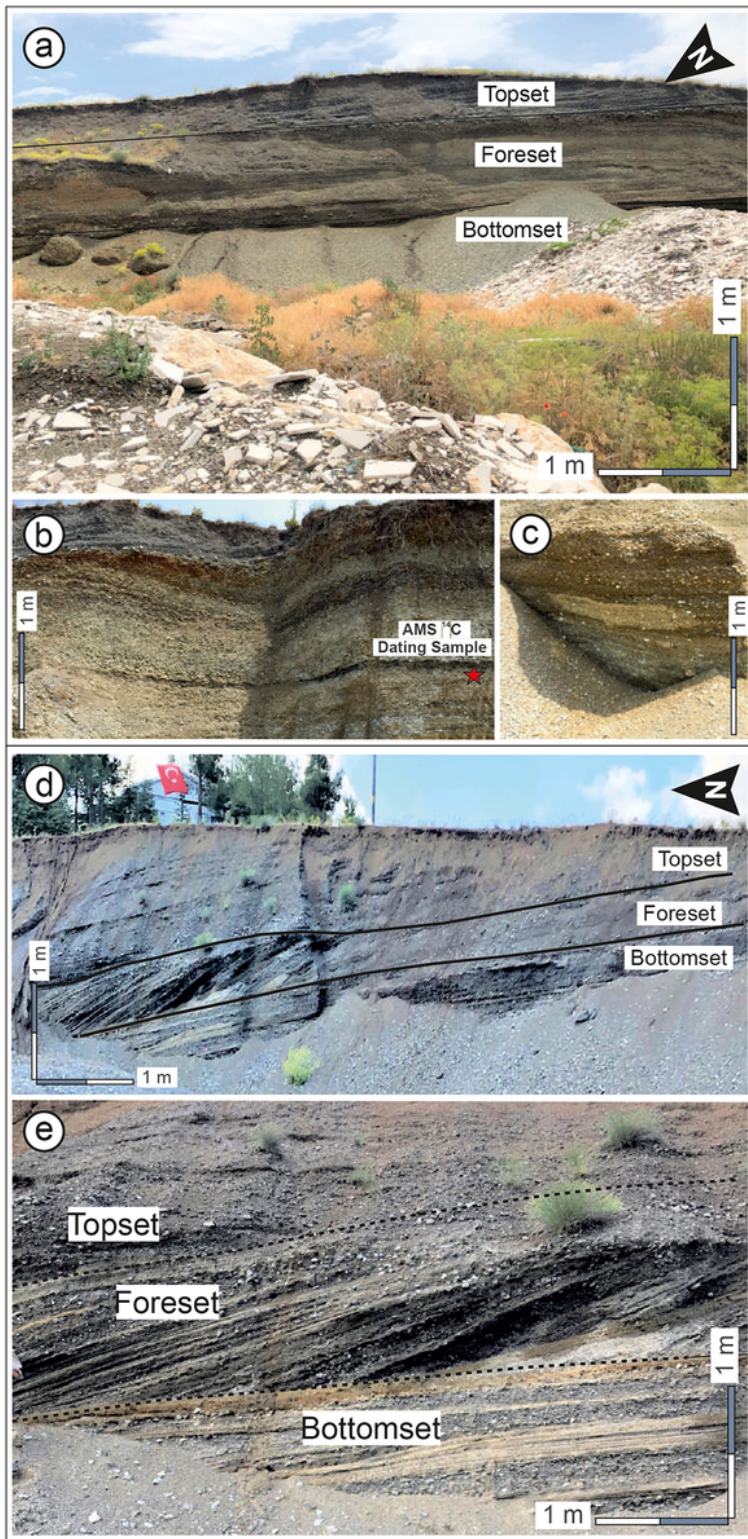 a
N
Topset
Foreset
Bottomset
1 m
1 m
b
1 m
AMS ¹⁴C
Dating Sample
c
1 m
d
N
Topset
Foreset
Bottomset
1 m
1 m
e
Topset
Foreset
Bottomset
1 m
1 m